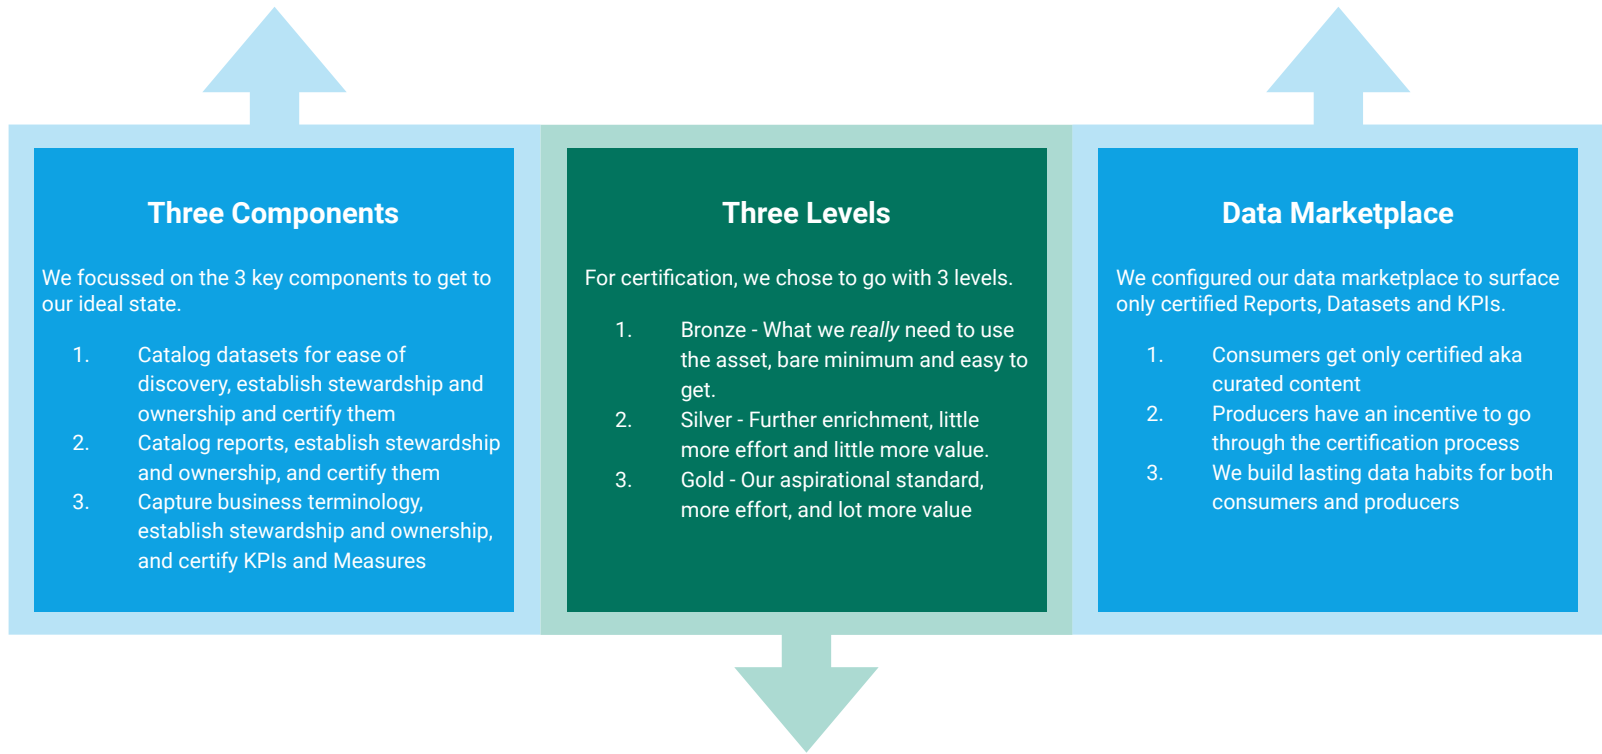 Three Components
We focussed on the 3 key components to get to
our ideal state.
1. Catalog datasets for ease of
discovery, establish stewardship and
ownership and certify them
2. Catalog reports, establish stewardship
and ownership, and certify them
3. Capture business terminology,
establish stewardship and ownership,
and certify KPIs and Measures
Three Levels
For certification, we chose to go with 3 levels.
1. Bronze - What we really need to use
the asset, bare minimum and easy to
get.
2. Silver - Further enrichment, little
more effort and little more value.
3. Gold - Our aspirational standard,
more effort, and lot more value
Data Marketplace
We configured our data marketplace to surface
only certified Reports, Datasets and KPIs.
1. Consumers get only certified aka
curated content
2. Producers have an incentive to go
through the certification process
3. We build lasting data habits for both
consumers and producers